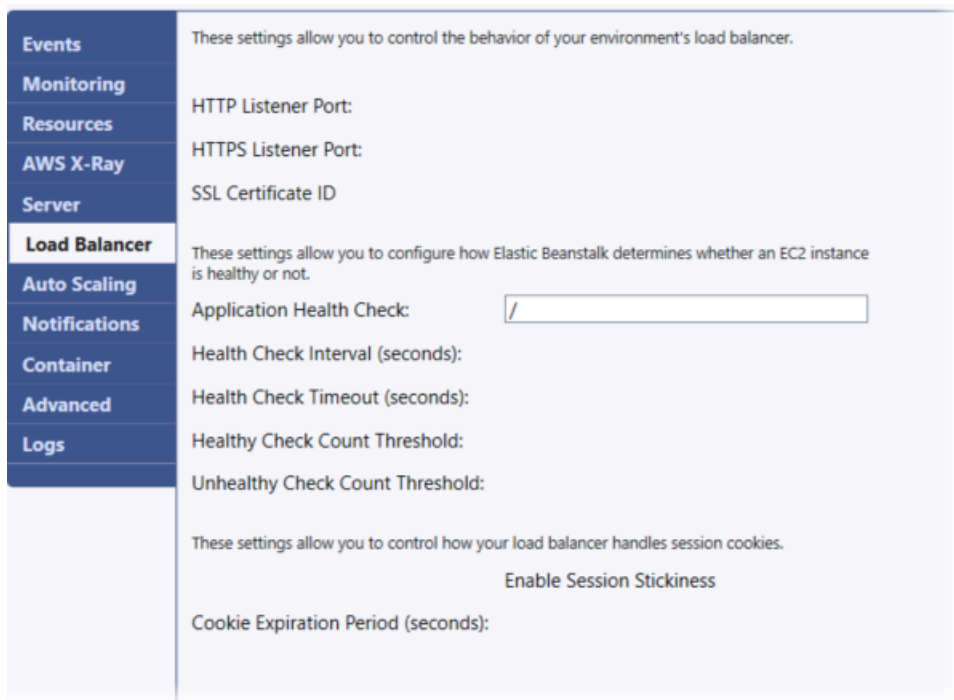 Events
Monitoring
Resources
AWS X-Ray
Server
Load Balancer
Auto Scaling
Notifications
Container
Advanced
Logs
These settings allow you to control the behavior of your environment's load balancer.
HTTP Listener Port:
HTTPS Listener Port:
SSL Certificate ID
These settings allow you to configure how Elastic Beanstalk determines whether an EC2 instance
is healthy or not.
Application Health Check:
/
Health Check Interval (seconds):
Health Check Timeout (seconds):
Healthy Check Count Threshold:
Unhealthy Check Count Threshold:
These settings allow you to control how your load balancer handles session cookies.
Enable Session Stickiness
Cookie Expiration Period (seconds):